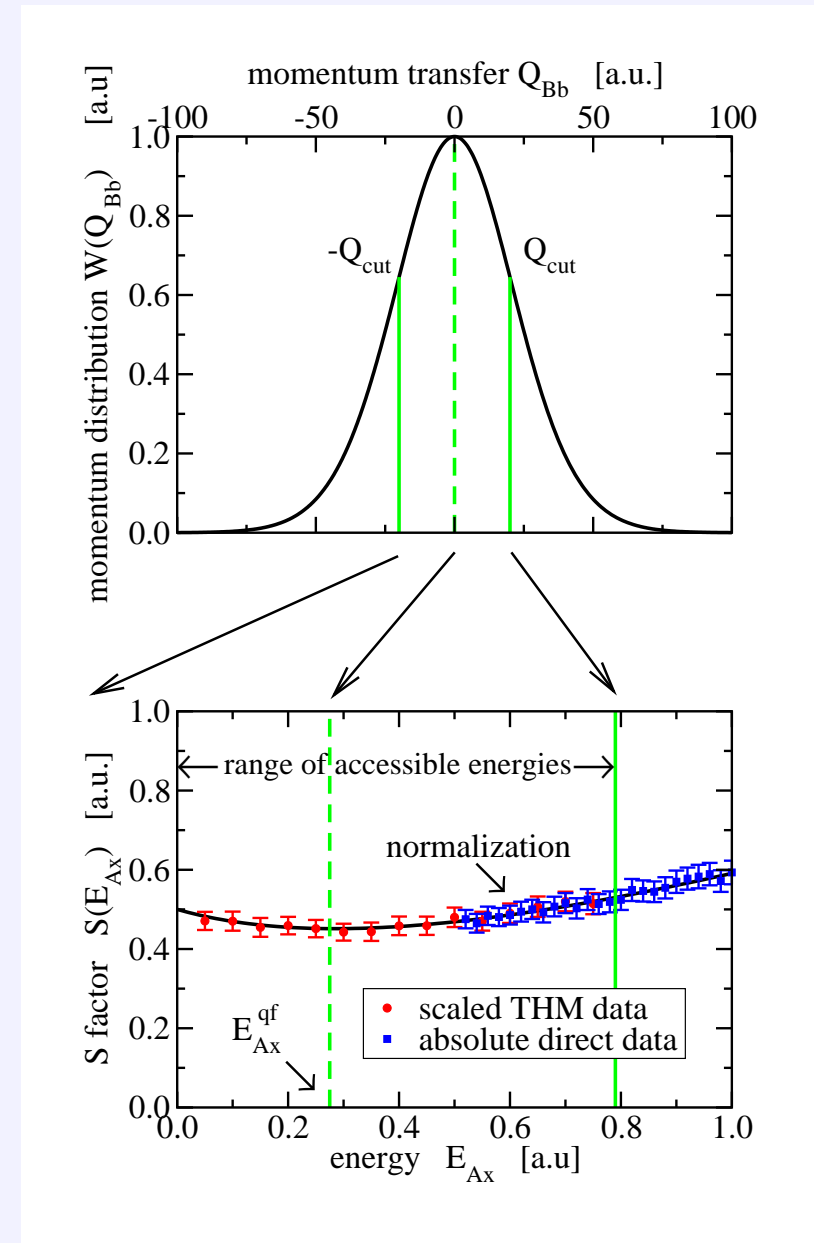 momentum transfer Q_Bb [a.u.]
-100 -50 0 50 100
momentum distribution W(Q_Bb) [a.u]
1.0
0.8
0.6
0.4
0.2
0.0
-Q_cut Q_cut
S factor S(E_Ax) [a.u.]
1.0
0.8
0.6
0.4
0.2
0.0
range of accessible energies
normalization
E_Ax^qf
scaled THM data
absolute direct data
0.0 0.2 0.4 0.6 0.8 1.0
energy E_Ax [a.u]